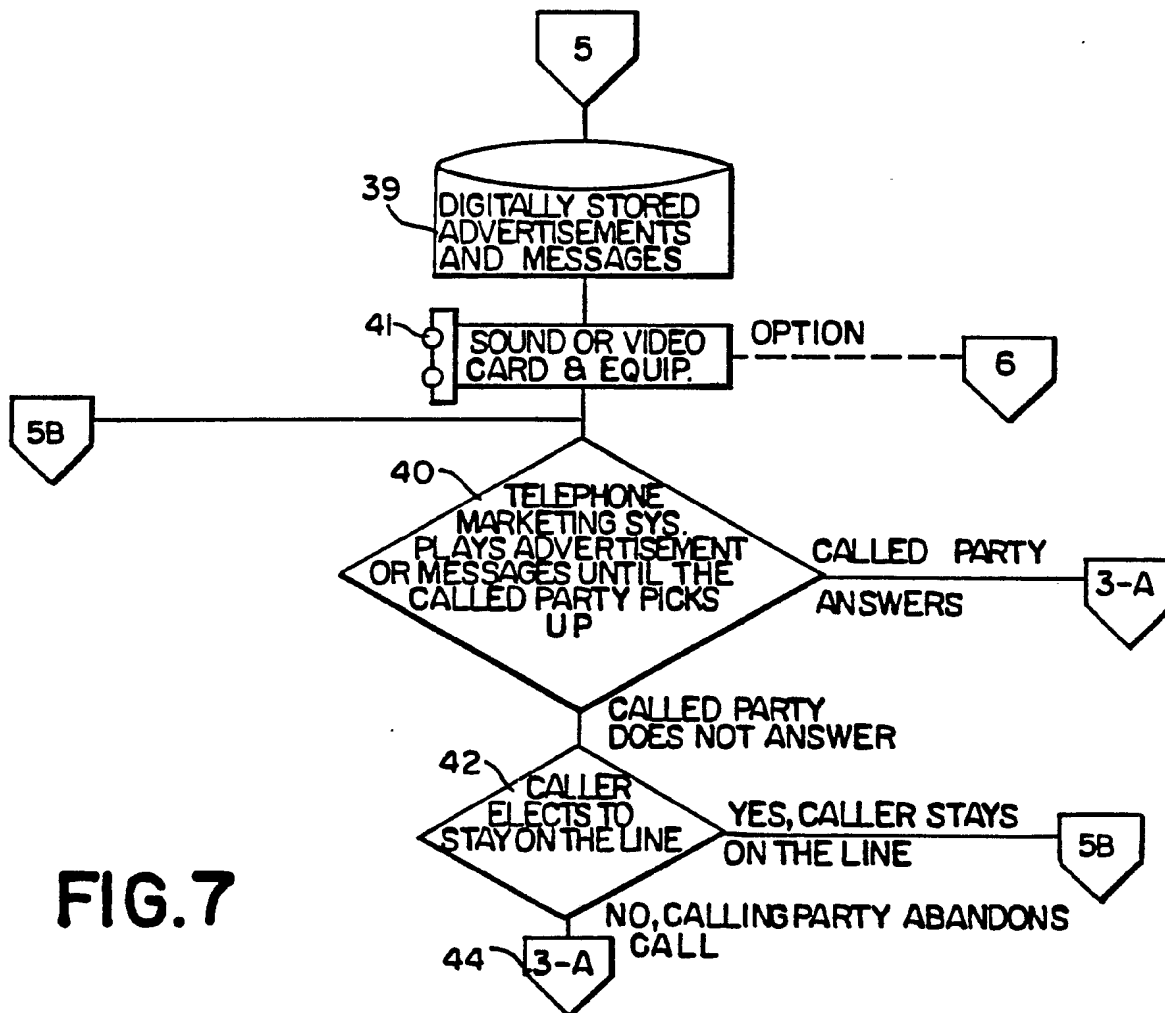 5
39
DIGITALLY STORED
ADVERTISEMENTS
AND MESSAGES
41
SOUND OR VIDEO
CARD & EQUIP.
OPTION
6
5B
40
TELEPHONE
MARKETING SYS.
PLAYS ADVERTISEMENT
OR MESSAGES UNTIL THE
CALLED PARTY PICKS
UP
CALLED PARTY
ANSWERS
3-A
CALLED PARTY
DOES NOT ANSWER
42
CALLER
ELECTS TO
STAY ON THE LINE
YES, CALLER STAYS
ON THE LINE
5B
NO, CALLING PARTY ABANDONS
CALL
44
3-A
FIG.7